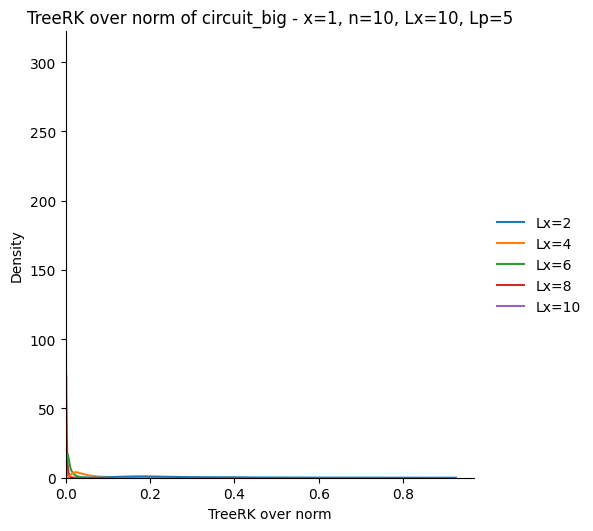 TreeRK over norm of circuit_big - x=1, n=10, Lx=10, Lp=5
300
250
200
150
100
50
0
Density
0.0 0.2 0.4 0.6 0.8
TreeRK over norm
Lx=2
Lx=4
Lx=6
Lx=8
Lx=10